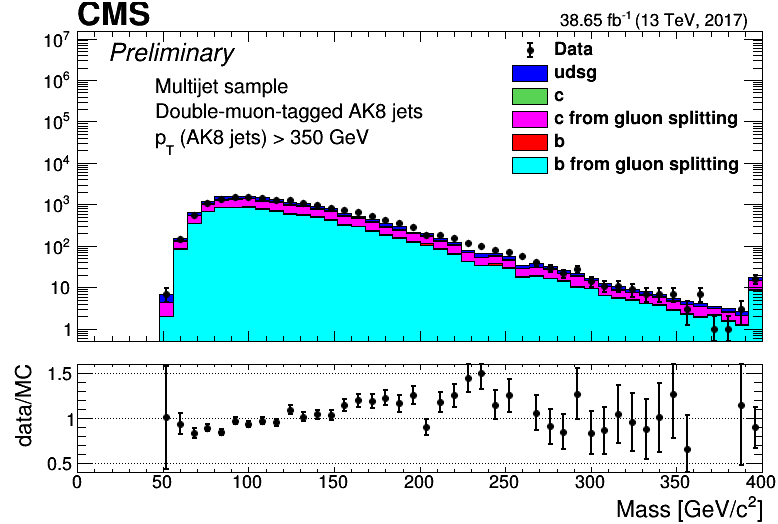 CMS
38.65 fb⁻¹ (13 TeV, 2017)
Preliminary
Multijet sample
Double-muon-tagged AK8 jets
p_T (AK8 jets) > 350 GeV
Data
udsg
c
c from gluon splitting
b
b from gluon splitting
10⁷
10⁶
10⁵
10⁴
10³
10²
10
1
data/MC
1.5
1
0.5
0 50 100 150 200 250 300 350 400
Mass [GeV/c²]